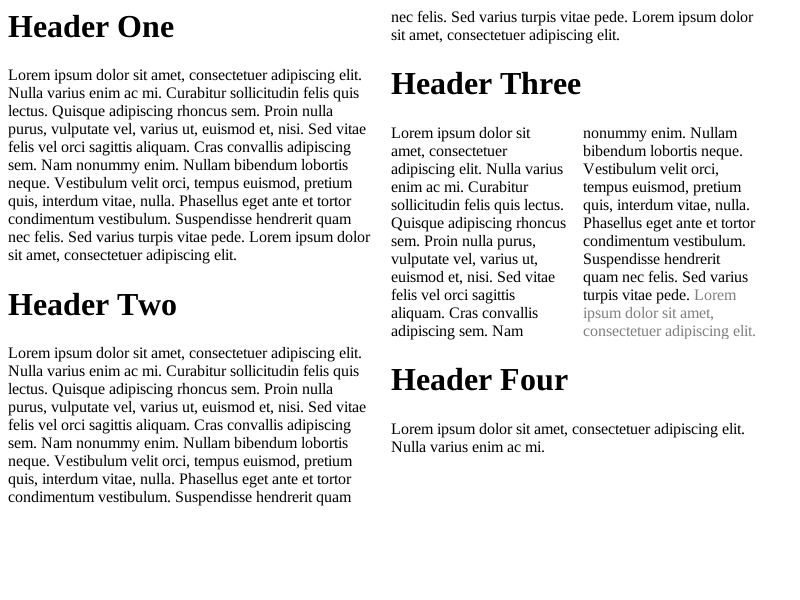 Header One
Lorem ipsum dolor sit amet, consectetuer adipiscing elit.
Nulla varius enim ac mi. Curabitur sollicitudin felis quis
lectus. Quisque adipiscing rhoncus sem. Proin nulla
purus, vulputate vel, varius ut, euismod et, nisi. Sed vitae
felis vel orci sagittis aliquam. Cras convallis adipiscing
sem. Nam nonummy enim. Nullam bibendum lobortis
neque. Vestibulum velit orci, tempus euismod, pretium
quis, interdum vitae, nulla. Phasellus eget ante et tortor
condimentum vestibulum. Suspendisse hendrerit quam
nec felis. Sed varius turpis vitae pede. Lorem ipsum dolor
sit amet, consectetuer adipiscing elit.
Header Two
Lorem ipsum dolor sit amet, consectetuer adipiscing elit.
Nulla varius enim ac mi. Curabitur sollicitudin felis quis
lectus. Quisque adipiscing rhoncus sem. Proin nulla
purus, vulputate vel, varius ut, euismod et, nisi. Sed vitae
felis vel orci sagittis aliquam. Cras convallis adipiscing
sem. Nam nonummy enim. Nullam bibendum lobortis
neque. Vestibulum velit orci, tempus euismod, pretium
quis, interdum vitae, nulla. Phasellus eget ante et tortor
condimentum vestibulum. Suspendisse hendrerit quam
nec felis. Sed varius turpis vitae pede. Lorem ipsum dolor
sit amet, consectetuer adipiscing elit.
Header Three
Lorem ipsum dolor sit
amet, consectetuer
adipiscing elit. Nulla varius
enim ac mi. Curabitur
sollicitudin felis quis lectus.
Quisque adipiscing rhoncus
sem. Proin nulla purus,
vulputate vel, varius ut,
euismod et, nisi. Sed vitae
felis vel orci sagittis
aliquam. Cras convallis
adipiscing sem. Nam
nonummy enim. Nullam
bibendum lobortis neque.
Vestibulum velit orci,
tempus euismod, pretium
quis, interdum vitae, nulla.
Phasellus eget ante et tortor
condimentum vestibulum.
Suspendisse hendrerit
quam nec felis. Sed varius
turpis vitae pede. Lorem
ipsum dolor sit amet,
consectetuer adipiscing elit.
Header Four
Lorem ipsum dolor sit amet, consectetuer adipiscing elit.
Nulla varius enim ac mi.